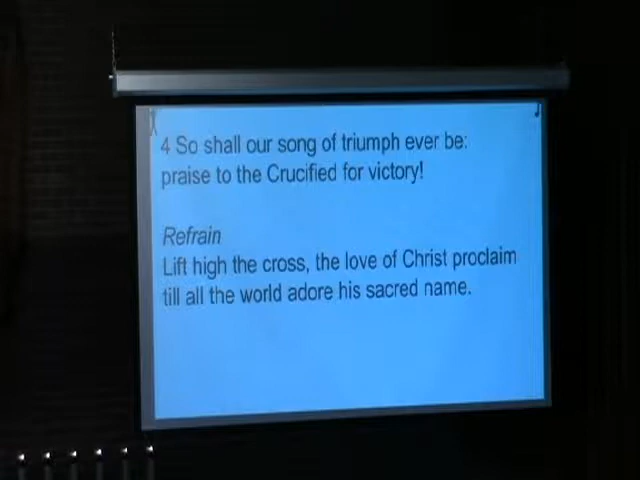 4 So shall our song of triumph ever be:
praise to the Crucified for victory!
Refrain
Lift high the cross, the love of Christ proclaim
till all the world adore his sacred name.